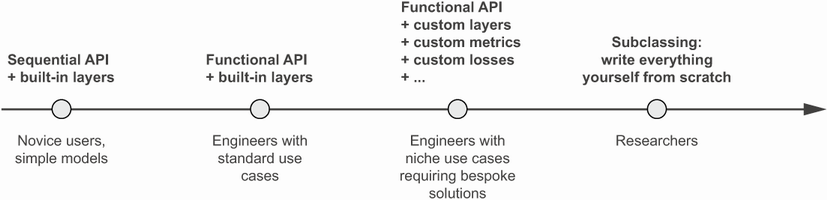 Sequential API
+ built-in layers
Functional API
+ built-in layers
Functional API
+ custom layers
+ custom metrics
+ custom losses
+ ...
Subclassing:
write everything
yourself from scratch
Novice users,
simple models
Engineers with
standard use
cases
Engineers with
niche use cases
requiring bespoke
solutions
Researchers